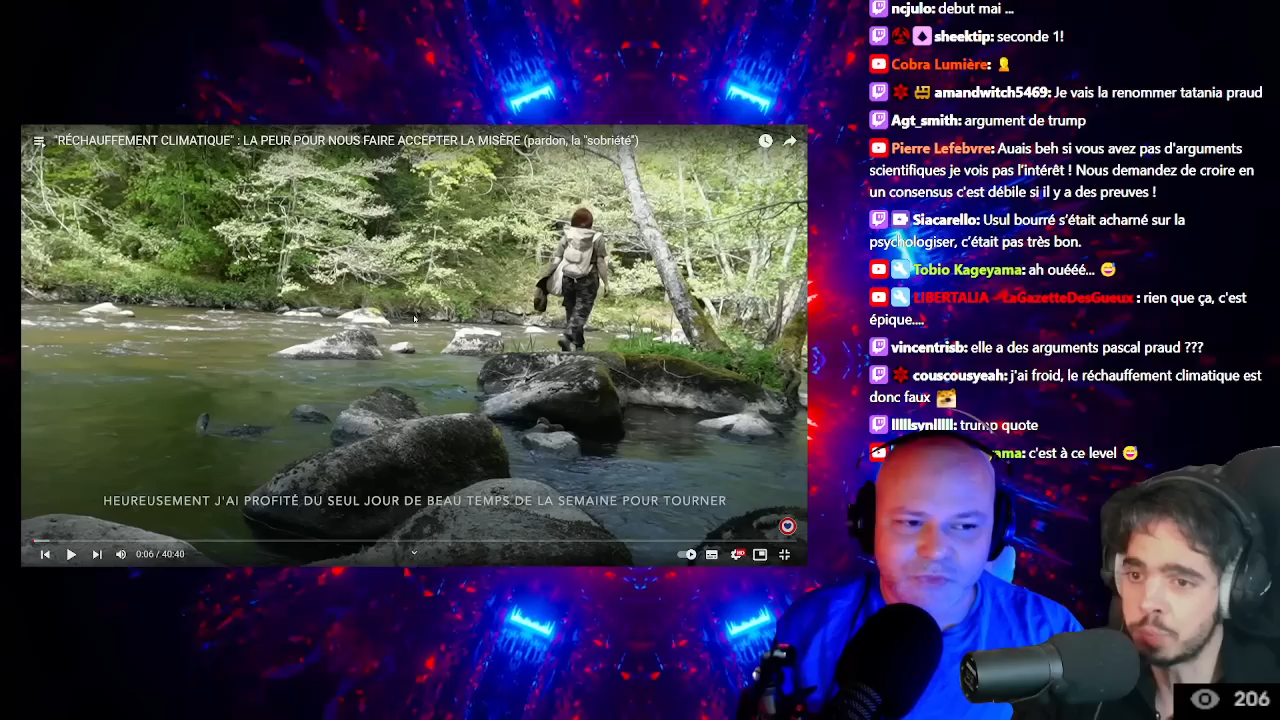 "RÉCHAUFFEMENT CLIMATIQUE" : LA PEUR POUR NOUS FAIRE ACCEPTER LA MISÈRE (pardon, la "sobriété")
HEUREUSEMENT J'AI PROFITÉ DU SEUL JOUR DE BEAU TEMPS DE LA SEMAINE POUR TOURNER
0:06 / 40:40
HD
ncjulo: debut mai ...
sheektip: seconde 1!
Cobra Lumière:
amandwitch5469: Je vais la renommer tatania praud
Agt_smith: argument de trump
Pierre Lefebvre: Auais beh si vous avez pas d'arguments
scientifiques je vois pas l'intérêt ! Nous demandez de croire en
un consensus c'est débile si il y a des preuves !
Siacarello: Usul bourré s'était acharné sur la
psychologiser, c'était pas très bon.
Tobio Kageyama: ah ouééé...
LIBERTALIA - LaGazetteDesGueux : rien que ça, c'est
épique....
vincentrisb: elle a des arguments pascal praud ???
couscousyeah: j'ai froid, le réchauffement climatique est
donc faux
lllllsvnlllll: trump quote
ama: c'est à ce level
206